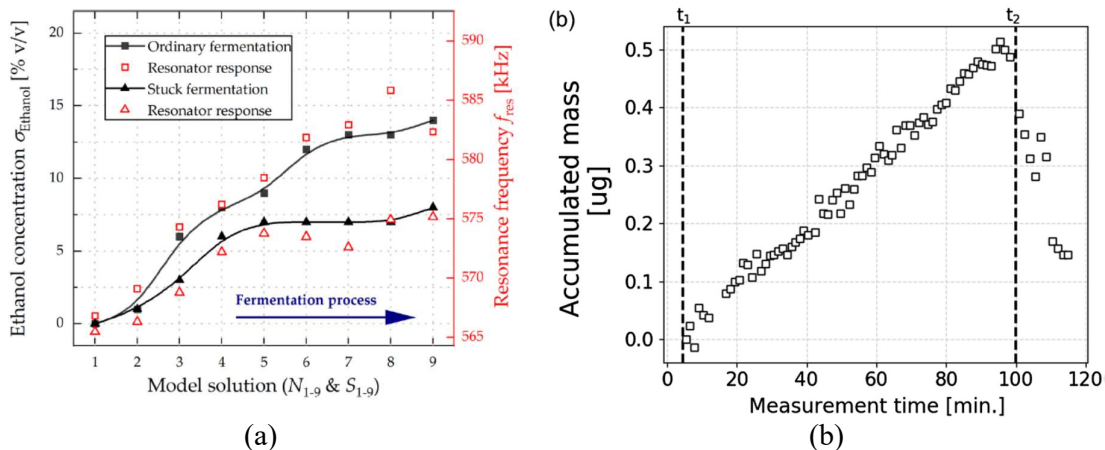 Ethanol concentration σEthanol [% v/v]
20
15
10
5
0
Ordinary fermentation
Resonator response
Stuck fermentation
Resonator response
Fermentation process
1 2 3 4 5 6 7 8 9
Model solution (N1-9 & S1-9)
590
585
580
575
570
565
Resonance frequency fres [kHz]
(a)
(b)
t1 t2
Accumulated mass
[ug]
0.5
0.4
0.3
0.2
0.1
0.0
0 20 40 60 80 100 120
Measurement time [min.]
(b)